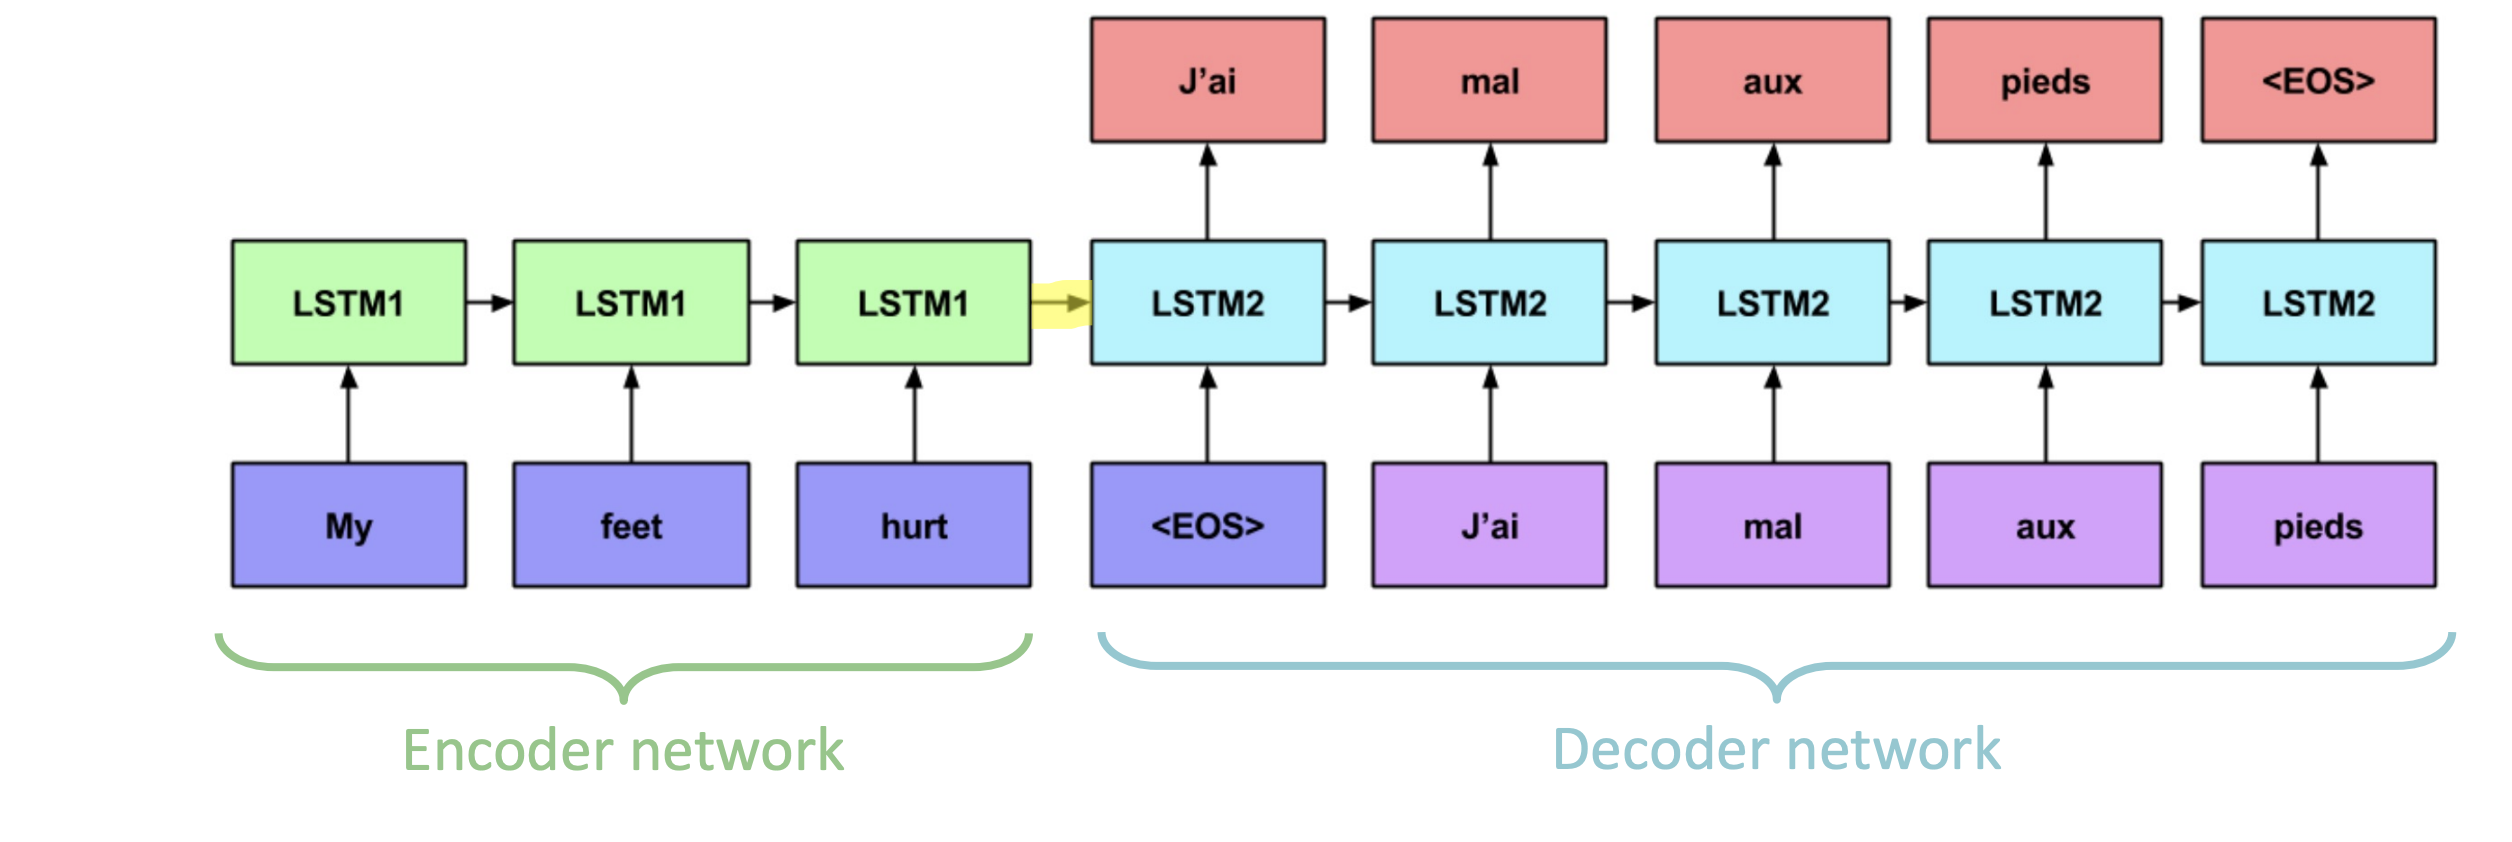 J’ai mal aux pieds <EOS>
LSTM1 LSTM1 LSTM1 LSTM2 LSTM2 LSTM2 LSTM2 LSTM2
My feet hurt <EOS> J’ai mal aux pieds
Encoder network Decoder network